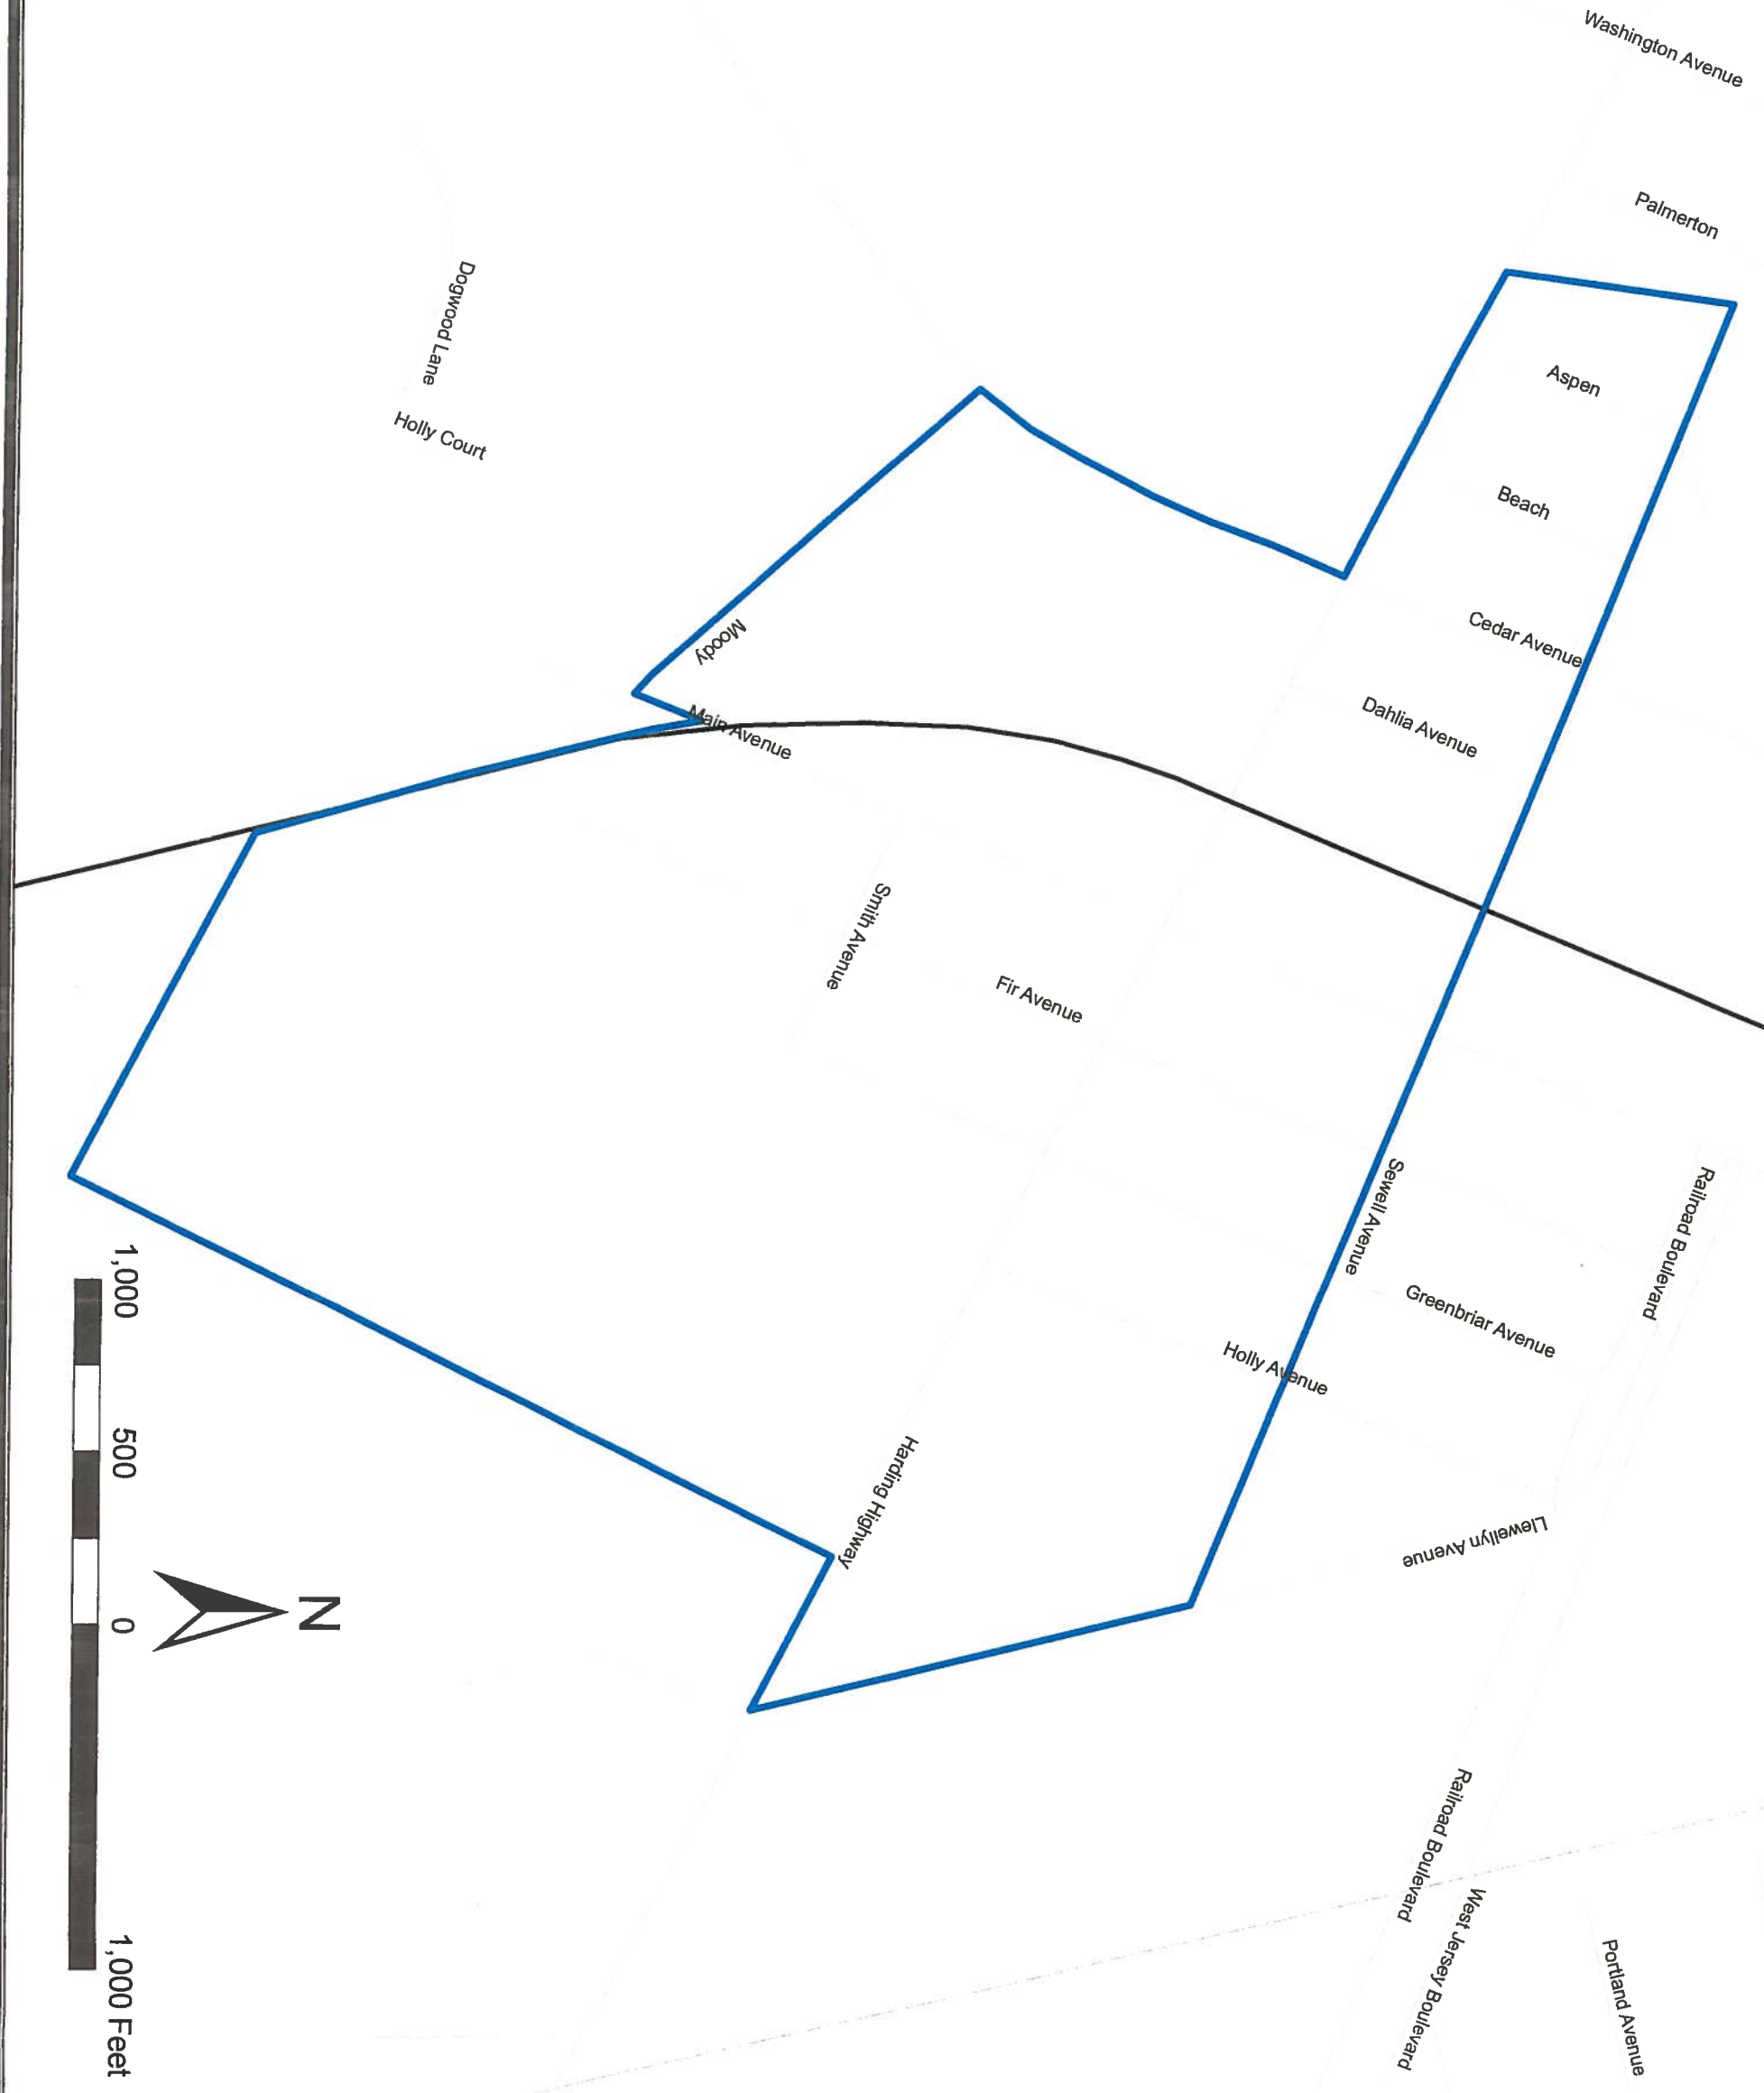 Washington Avenue
Palmerton
Aspen
Dogwood Lane
Holly Court
Beach
Cedar Avenue
Moody
Main Avenue
Dahlia Avenue
Smith Avenue
Fir Avenue
Sewell Avenue
Railroad Boulevard
Greenbriar Avenue
Holly Avenue
Harding Highway
Llewellyn Avenue
1,000 500 0 1,000 Feet
N
Railroad Boulevard
West Jersey Boulevard
Portland Avenue